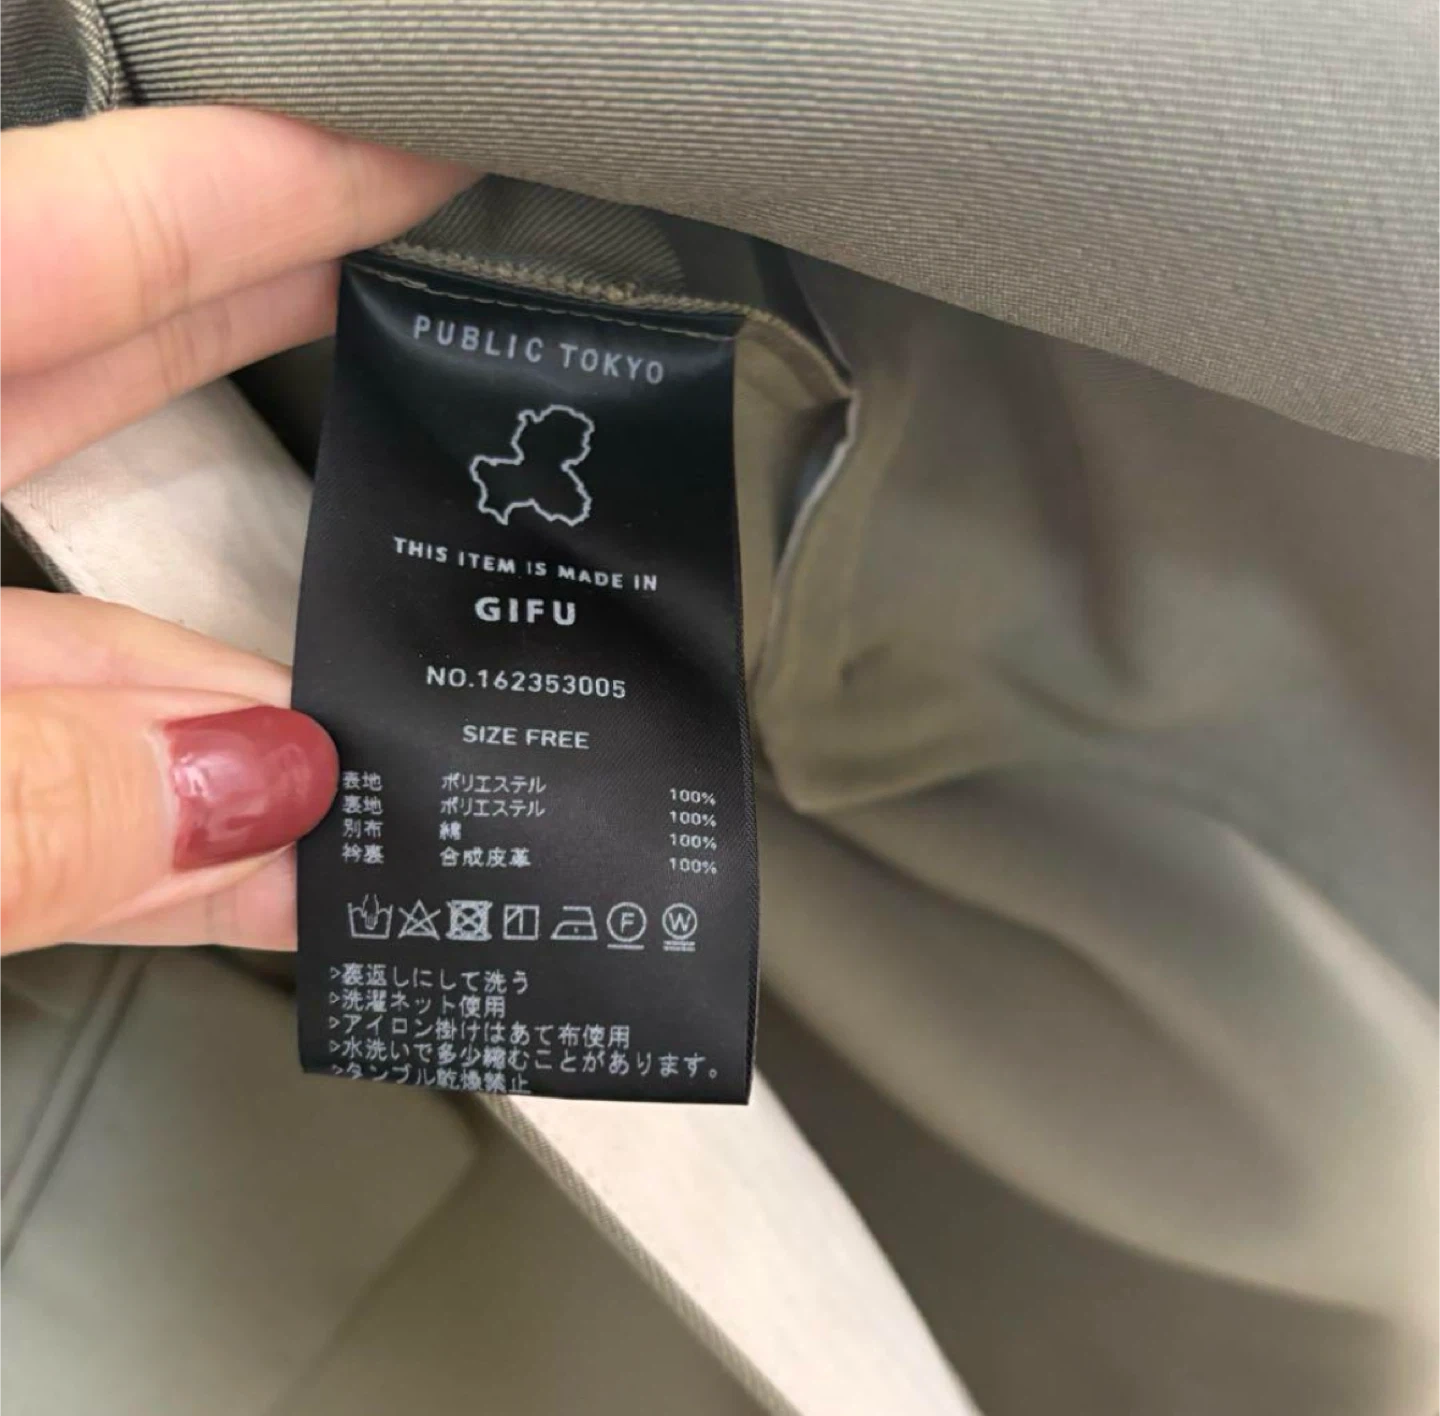 PUBLIC TOKYO
THIS ITEM IS MADE IN
GIFU
NO.162353005
SIZE FREE
表地 ポリエステル 100%
裏地 ポリエステル 100%
別布 綿 100%
衿裏 合成皮革 100%
F W
▷裏返しにして洗う
▷洗濯ネット使用
▷アイロン掛けはあて布使用
▷水洗いで多少縮むことがあります。
▷タンブル乾燥禁止